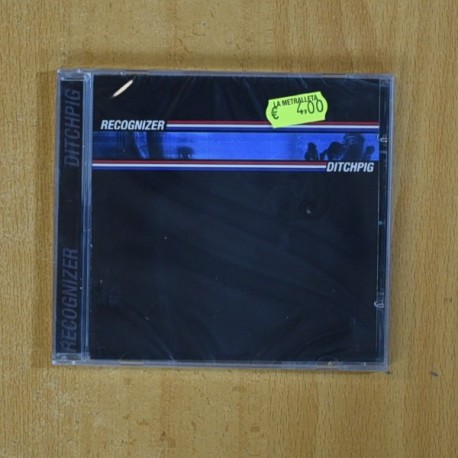 LA METRALLETA
€ 4,00
RECOGNIZER
DITCHPIG
RECOGNIZER DITCHPIG